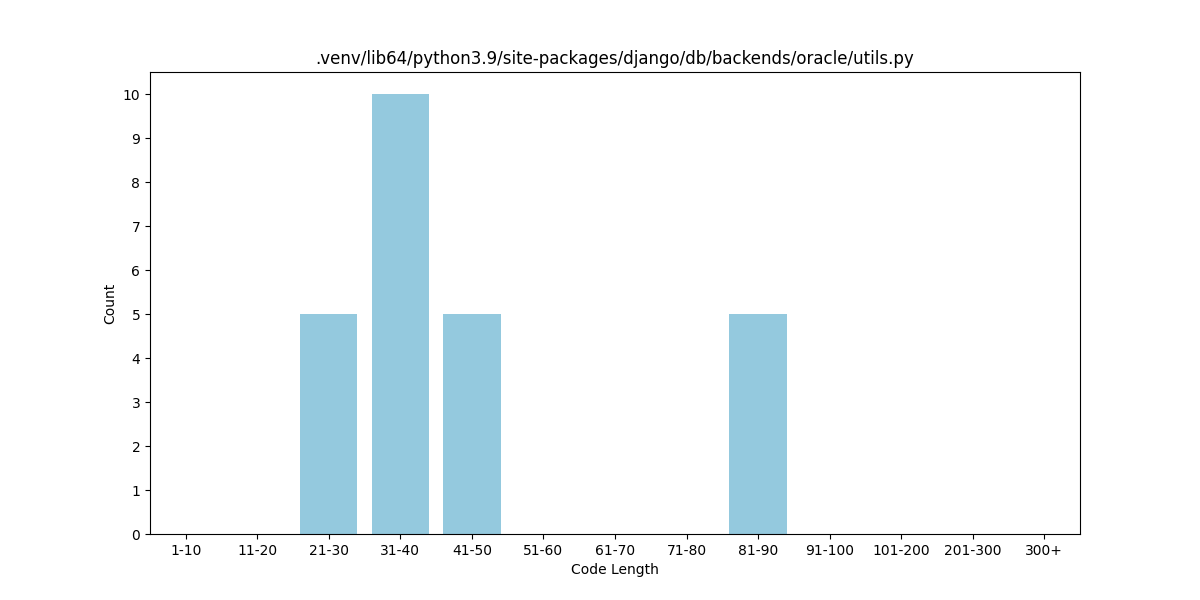 .venv/lib64/python3.9/site-packages/django/db/backends/oracle/utils.py
10
9
8
7
6
5
4
3
2
1
0
Count
1-10 11-20 21-30 31-40 41-50 51-60 61-70 71-80 81-90 91-100 101-200 201-300 300+
Code Length